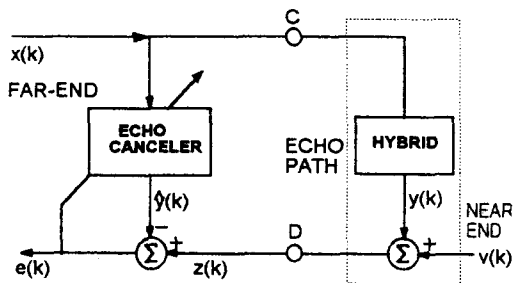 C
x(k)
FAR-END
ECHO
CANCELER
ECHO
PATH
HYBRID
ŷ(k)
y(k)
NEAR
END
−
+
D
+
Σ
Σ
e(k)
z(k)
v(k)